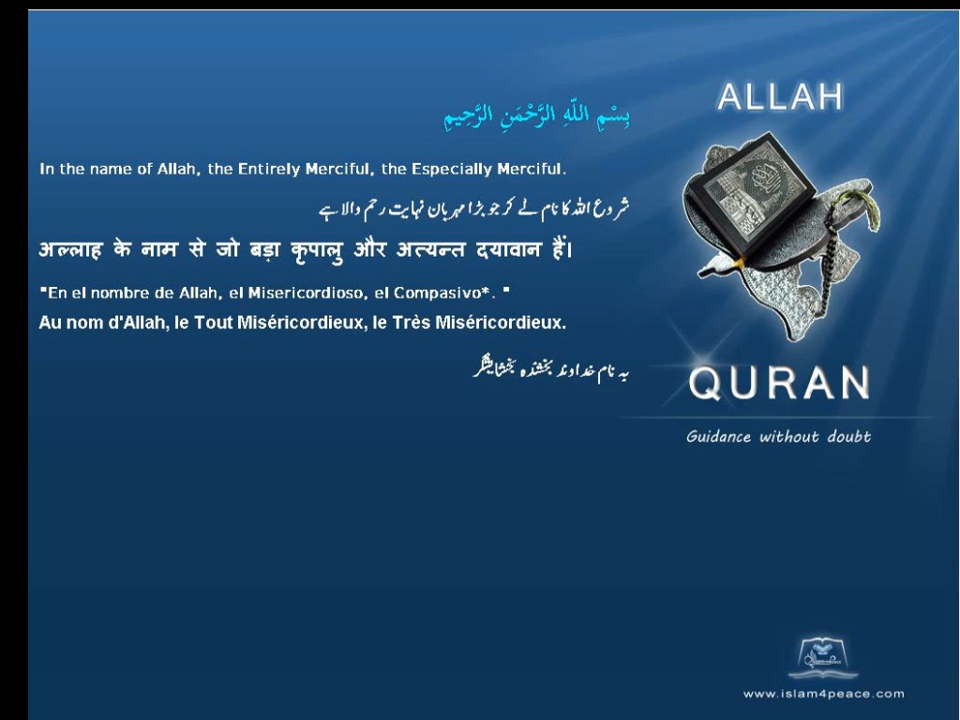 بِسْمِ اللّهِ الرَّحْمَنِ الرَّحِيمِ
In the name of Allah, the Entirely Merciful, the Especially Merciful.
شروع الله کا نام لے کر جو بڑا مہربان نہایت رحم والا ہے
अल्लाह के नाम से जो बड़ा कृपालु और अत्यन्त दयावान हैं।
"En el nombre de Allah, el Misericordioso, el Compasivo*. "
Au nom d'Allah, le Tout Miséricordieux, le Très Miséricordieux.
به نام خداوند بخشنده بخشایشگر
ALLAH
QURAN
Guidance without doubt
www.islam4peace.com